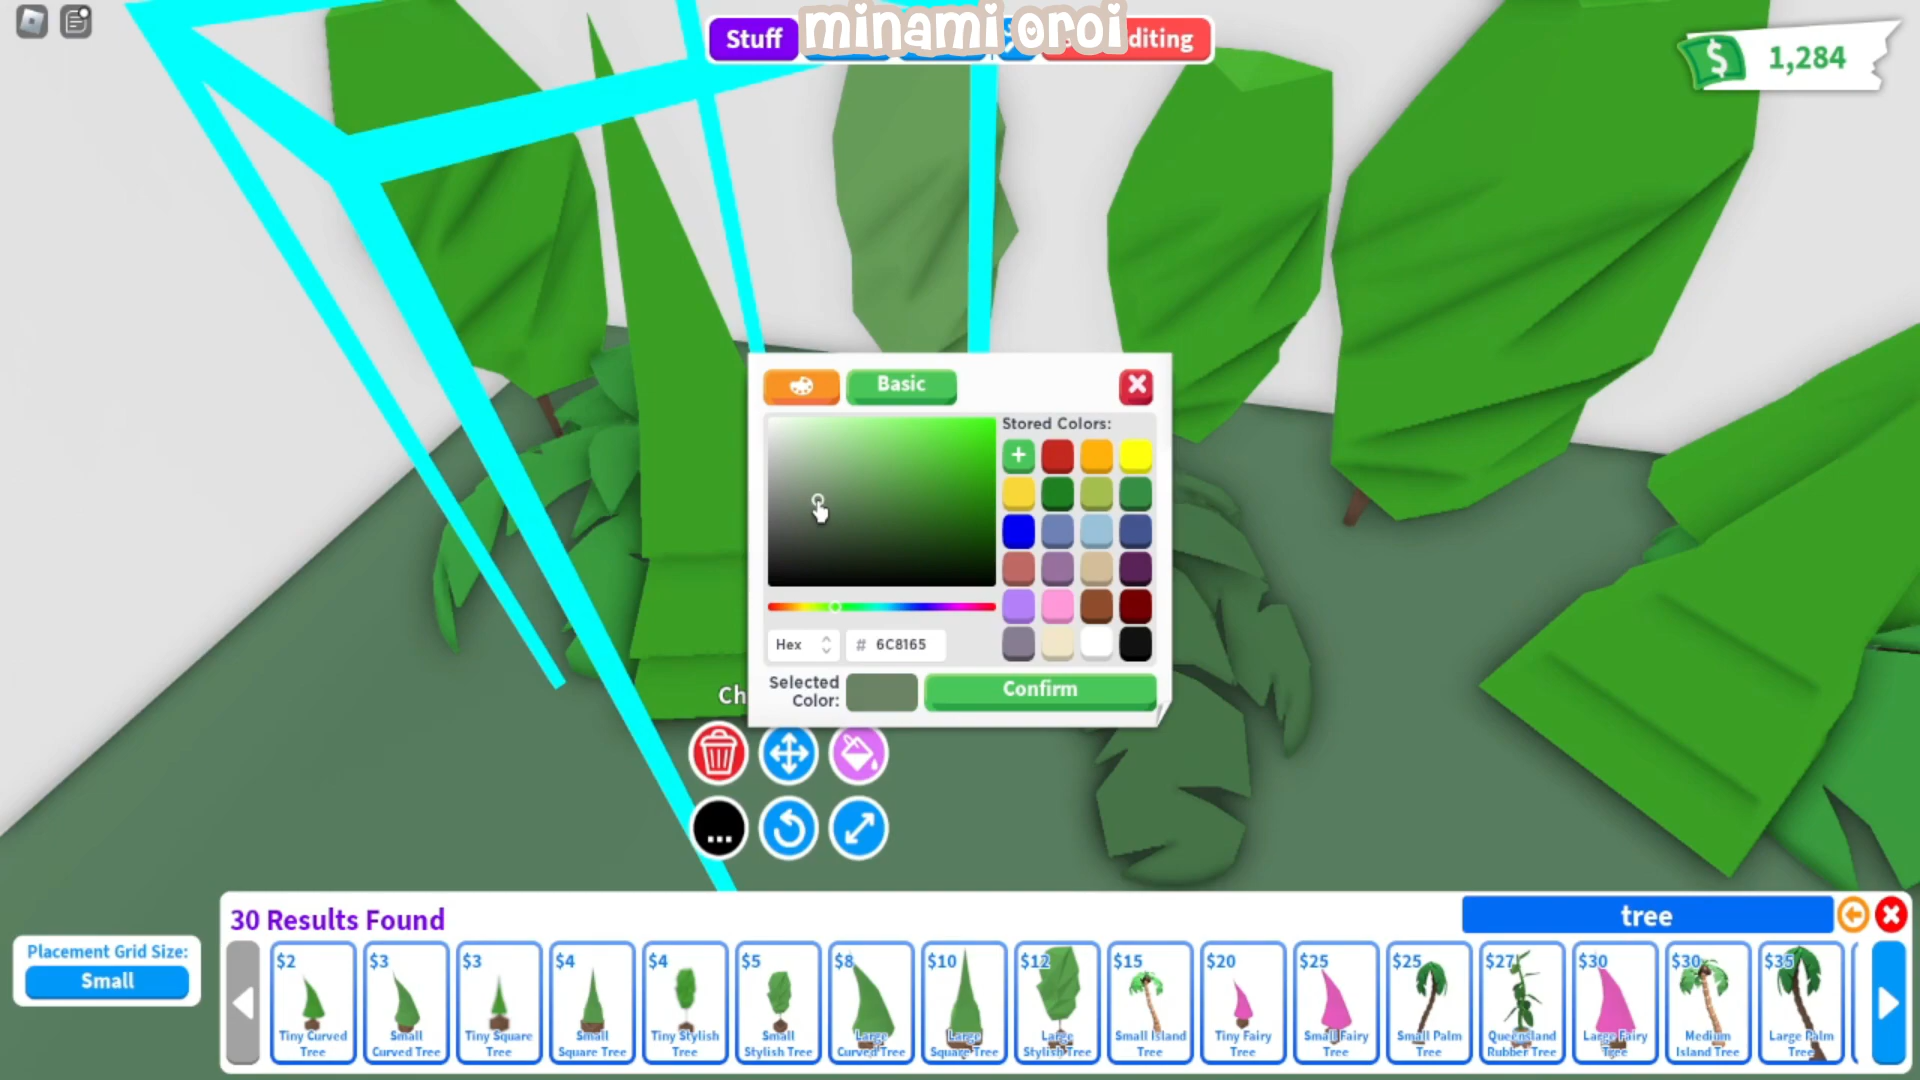 Stuff
minami oroi
diting
1,284
Basic
Stored Colors:
Hex
# 6C8165
Selected
Color:
Confirm
Ch
...
30 Results Found
tree
Placement Grid Size:
Small
$2
Tiny Curved
Tree
$3
Small
Curved Tree
$3
Tiny Square
Tree
$4
Small
Square Tree
$4
Tiny Stylish
Tree
$5
Small
Stylish Tree
$8
Large
Curved Tree
$10
Large
Square Tree
$12
Large
Stylish Tree
$15
Small Island
Tree
$20
Tiny Fairy
Tree
$25
Small Fairy
Tree
$25
Small Palm
Tree
$27
Queensland
Rubber Tree
$30
Large Fairy
Tree
$30
Medium
Island Tree
$35
Large Palm
Tree